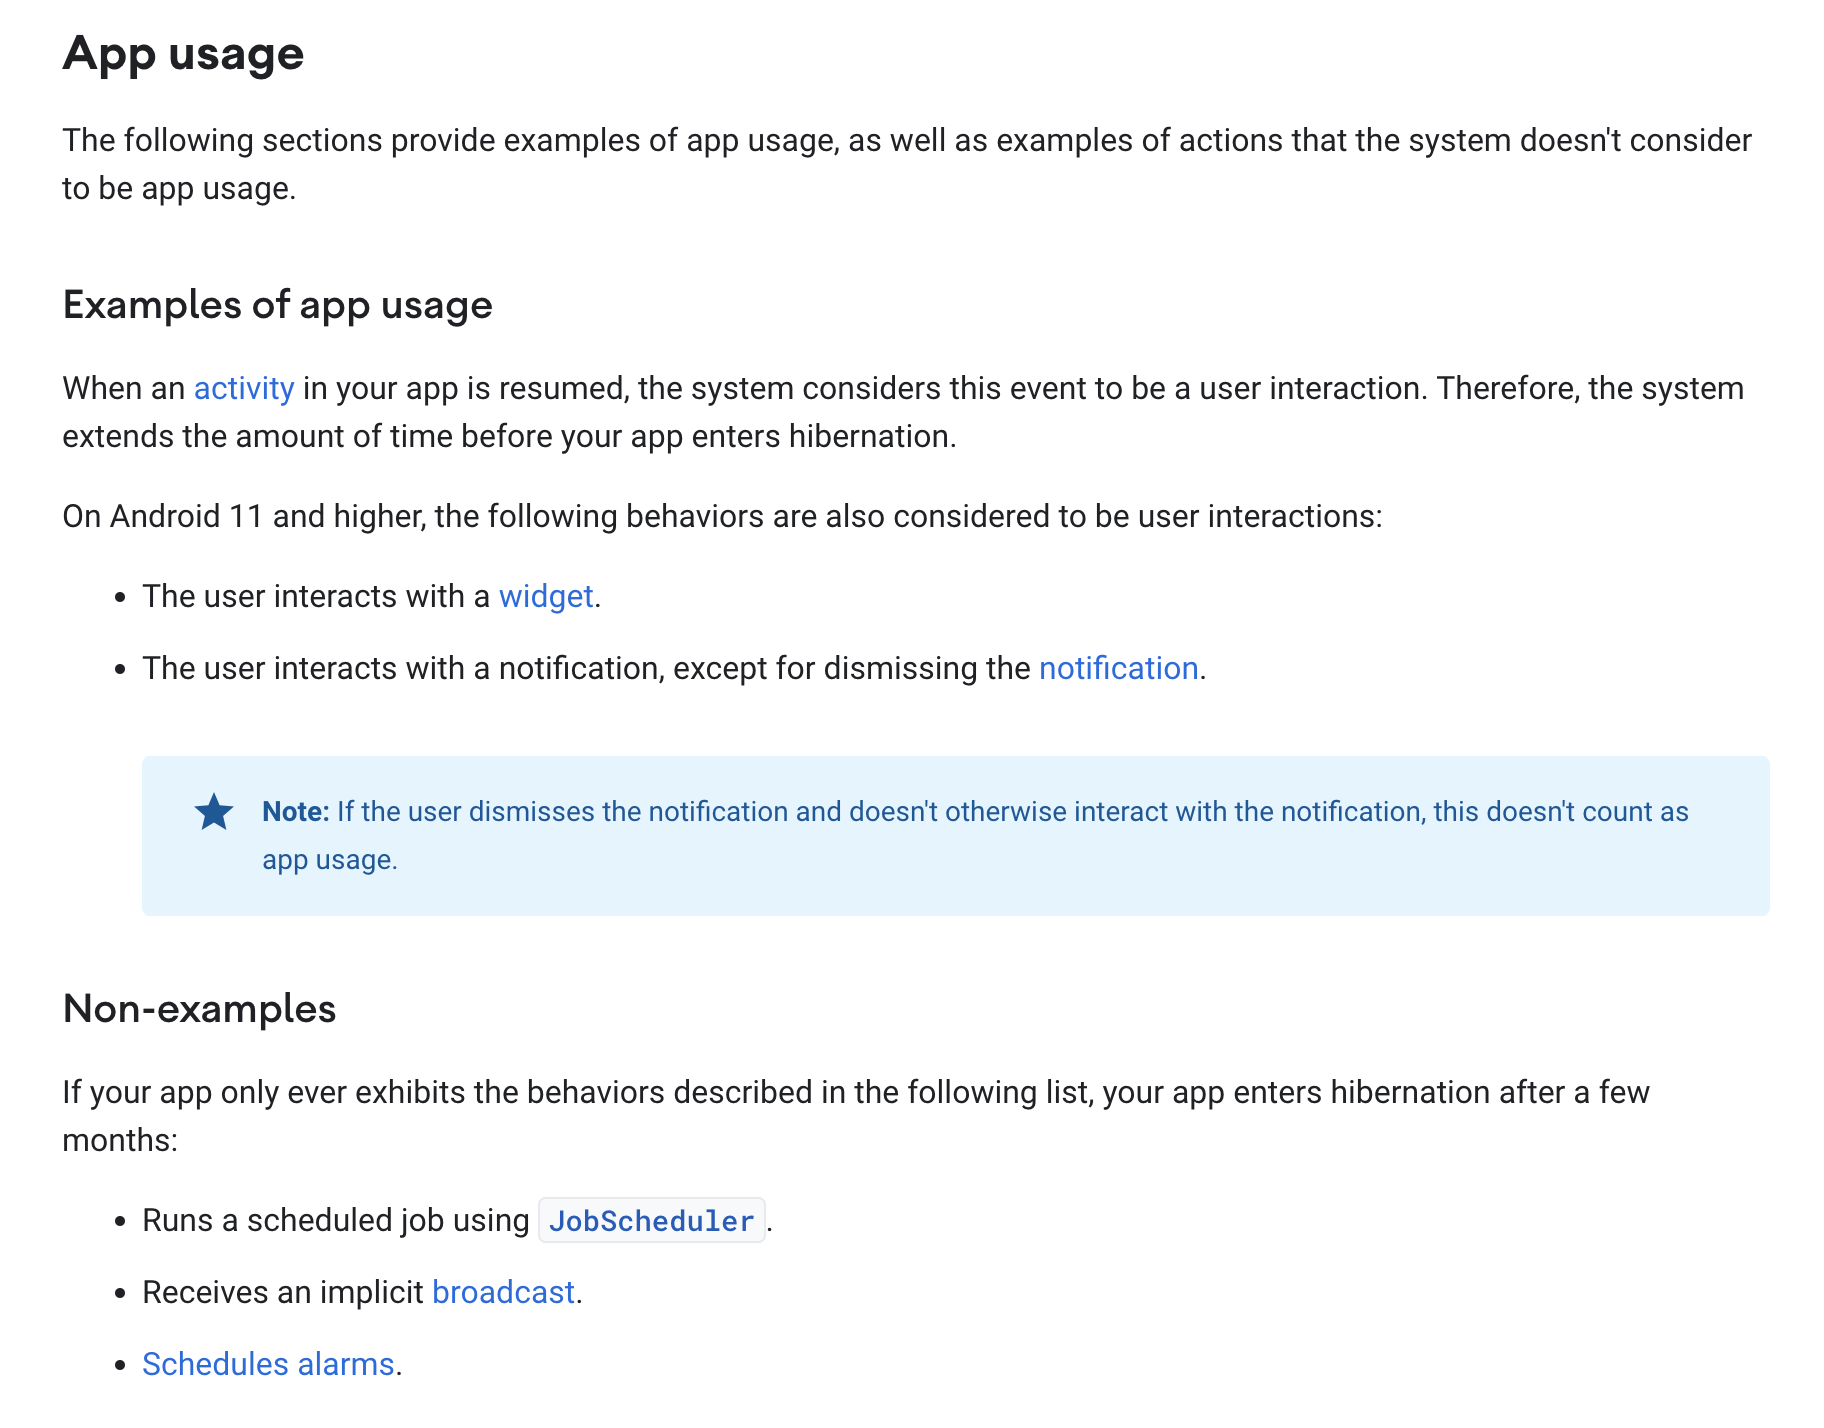 App usage
The following sections provide examples of app usage, as well as examples of actions that the system doesn't consider
to be app usage.
Examples of app usage
When an activity in your app is resumed, the system considers this event to be a user interaction. Therefore, the system
extends the amount of time before your app enters hibernation.
On Android 11 and higher, the following behaviors are also considered to be user interactions:
• The user interacts with a widget.
• The user interacts with a notification, except for dismissing the notification.
Note: If the user dismisses the notification and doesn't otherwise interact with the notification, this doesn't count as
app usage.
Non-examples
If your app only ever exhibits the behaviors described in the following list, your app enters hibernation after a few
months:
• Runs a scheduled job using JobScheduler.
• Receives an implicit broadcast.
• Schedules alarms.